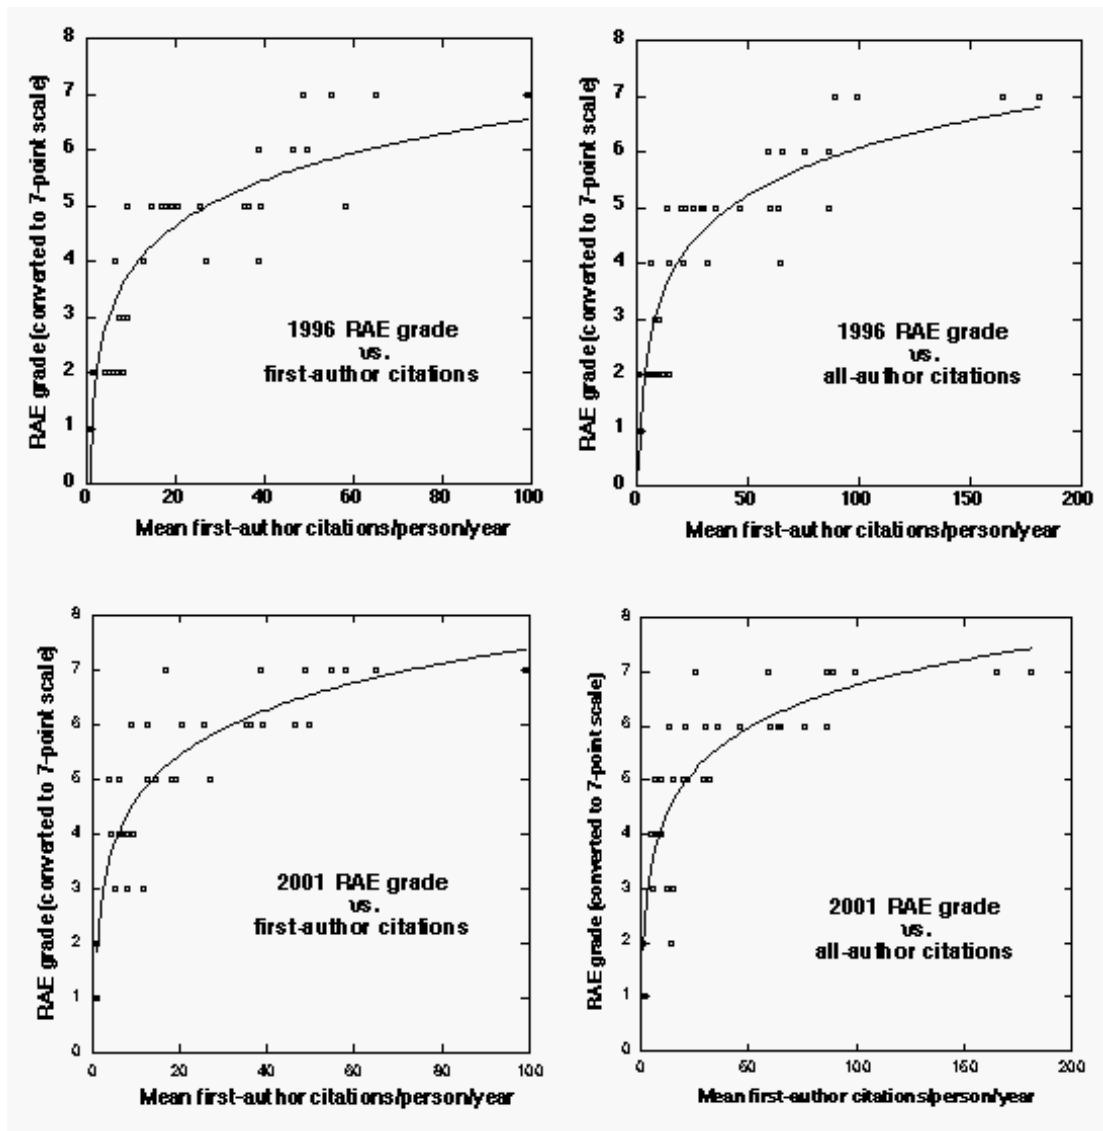 8
7
6
5
4
3
2
1
0
RAE grade (converted to 7-point scale)
1996 RAE grade
vs.
first-author citations
0 20 40 60 80 100
Mean first-author citations/person/year
8
7
6
5
4
3
2
1
0
RAE grade (converted to 7-point scale)
1996 RAE grade
vs.
all-author citations
0 50 100 150 200
Mean first-author citations/person/year
8
7
6
5
4
3
2
1
0
RAE grade (converted to 7-point scale)
2001 RAE grade
vs.
first-author citations
0 20 40 60 80 100
Mean first-author citations/person/year
8
7
6
5
4
3
2
1
0
RAE grade (converted to 7-point scale)
2001 RAE grade
vs.
all-author citations
0 50 100 150 200
Mean first-author citations/person/year